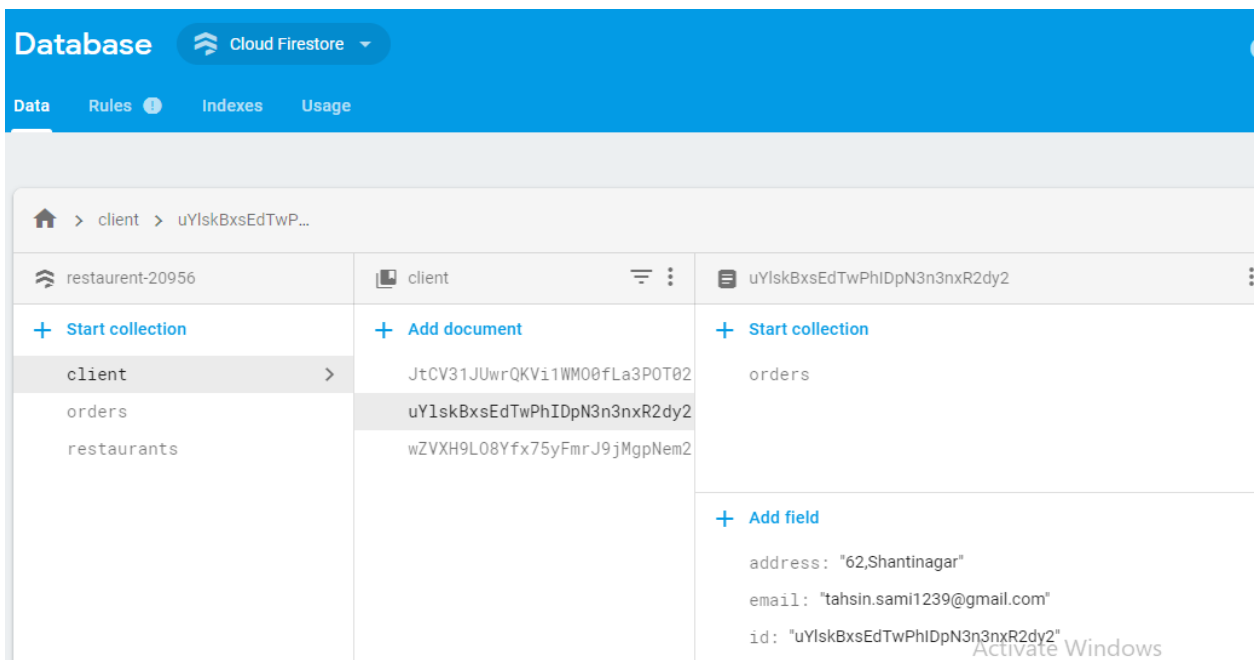 Database Cloud Firestore
Data Rules Indexes Usage
client uYlskBxsEdTwP...
restaurent-20956 client uYlskBxsEdTwPhIDpN3n3nxR2dy2
Start collection Add document Start collection
client JtCV31JUwrQKVi1WMO0fLa3POT02 orders
orders uYlskBxsEdTwPhIDpN3n3nxR2dy2
restaurants wZVXH9LO8Yfx75yFmrJ9jMgpNem2
Add field
address: "62,Shantinagar"
email: "tahsin.sami1239@gmail.com"
id: "uYlskBxsEdTwPhIDpN3n3nxR2dy2"
Activate Windows